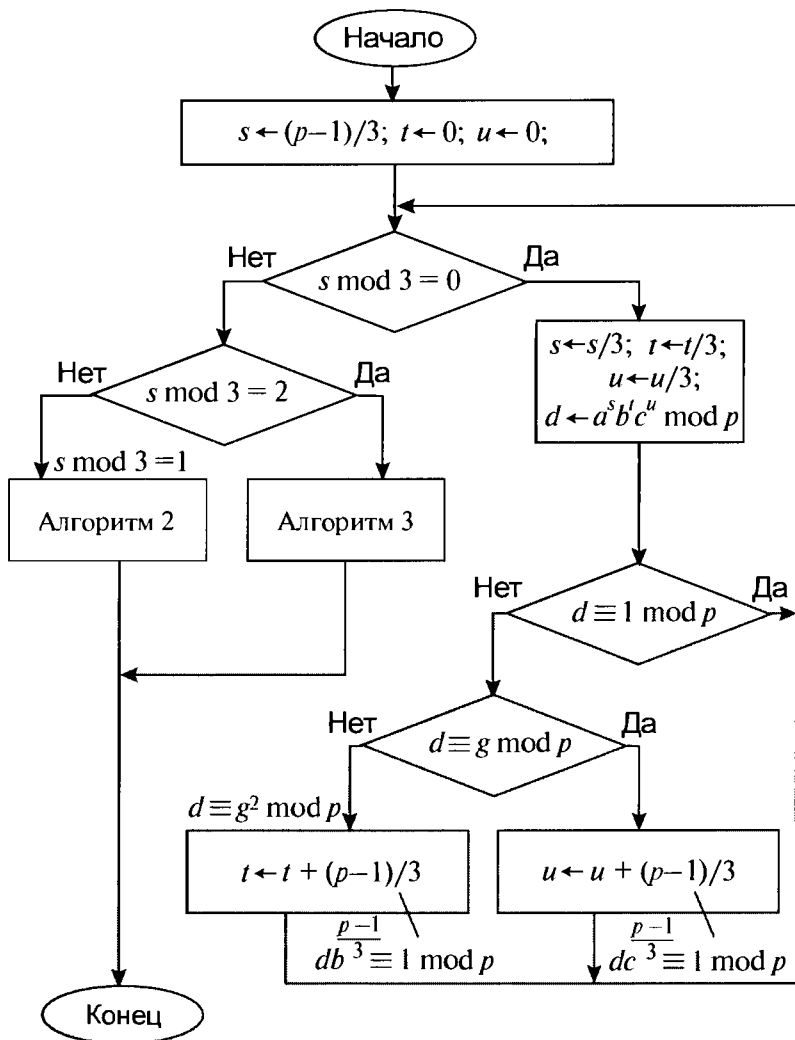 Начало
s ← (p−1)/3; t ← 0; u ← 0;
Нет
Да
s mod 3 = 0
Нет
Да
s mod 3 = 2
s ← s/3; t ← t/3;
u ← u/3;
d ← aˢbᵗcᵘ mod p
s mod 3 = 1
Алгоритм 2
Алгоритм 3
Нет
Да
d ≡ 1 mod p
Нет
Да
d ≡ g mod p
d ≡ g² mod p
t ← t + (p−1)/3
u ← u + (p−1)/3
db^((p−1)/3) ≡ 1 mod p
dc^((p−1)/3) ≡ 1 mod p
Конец